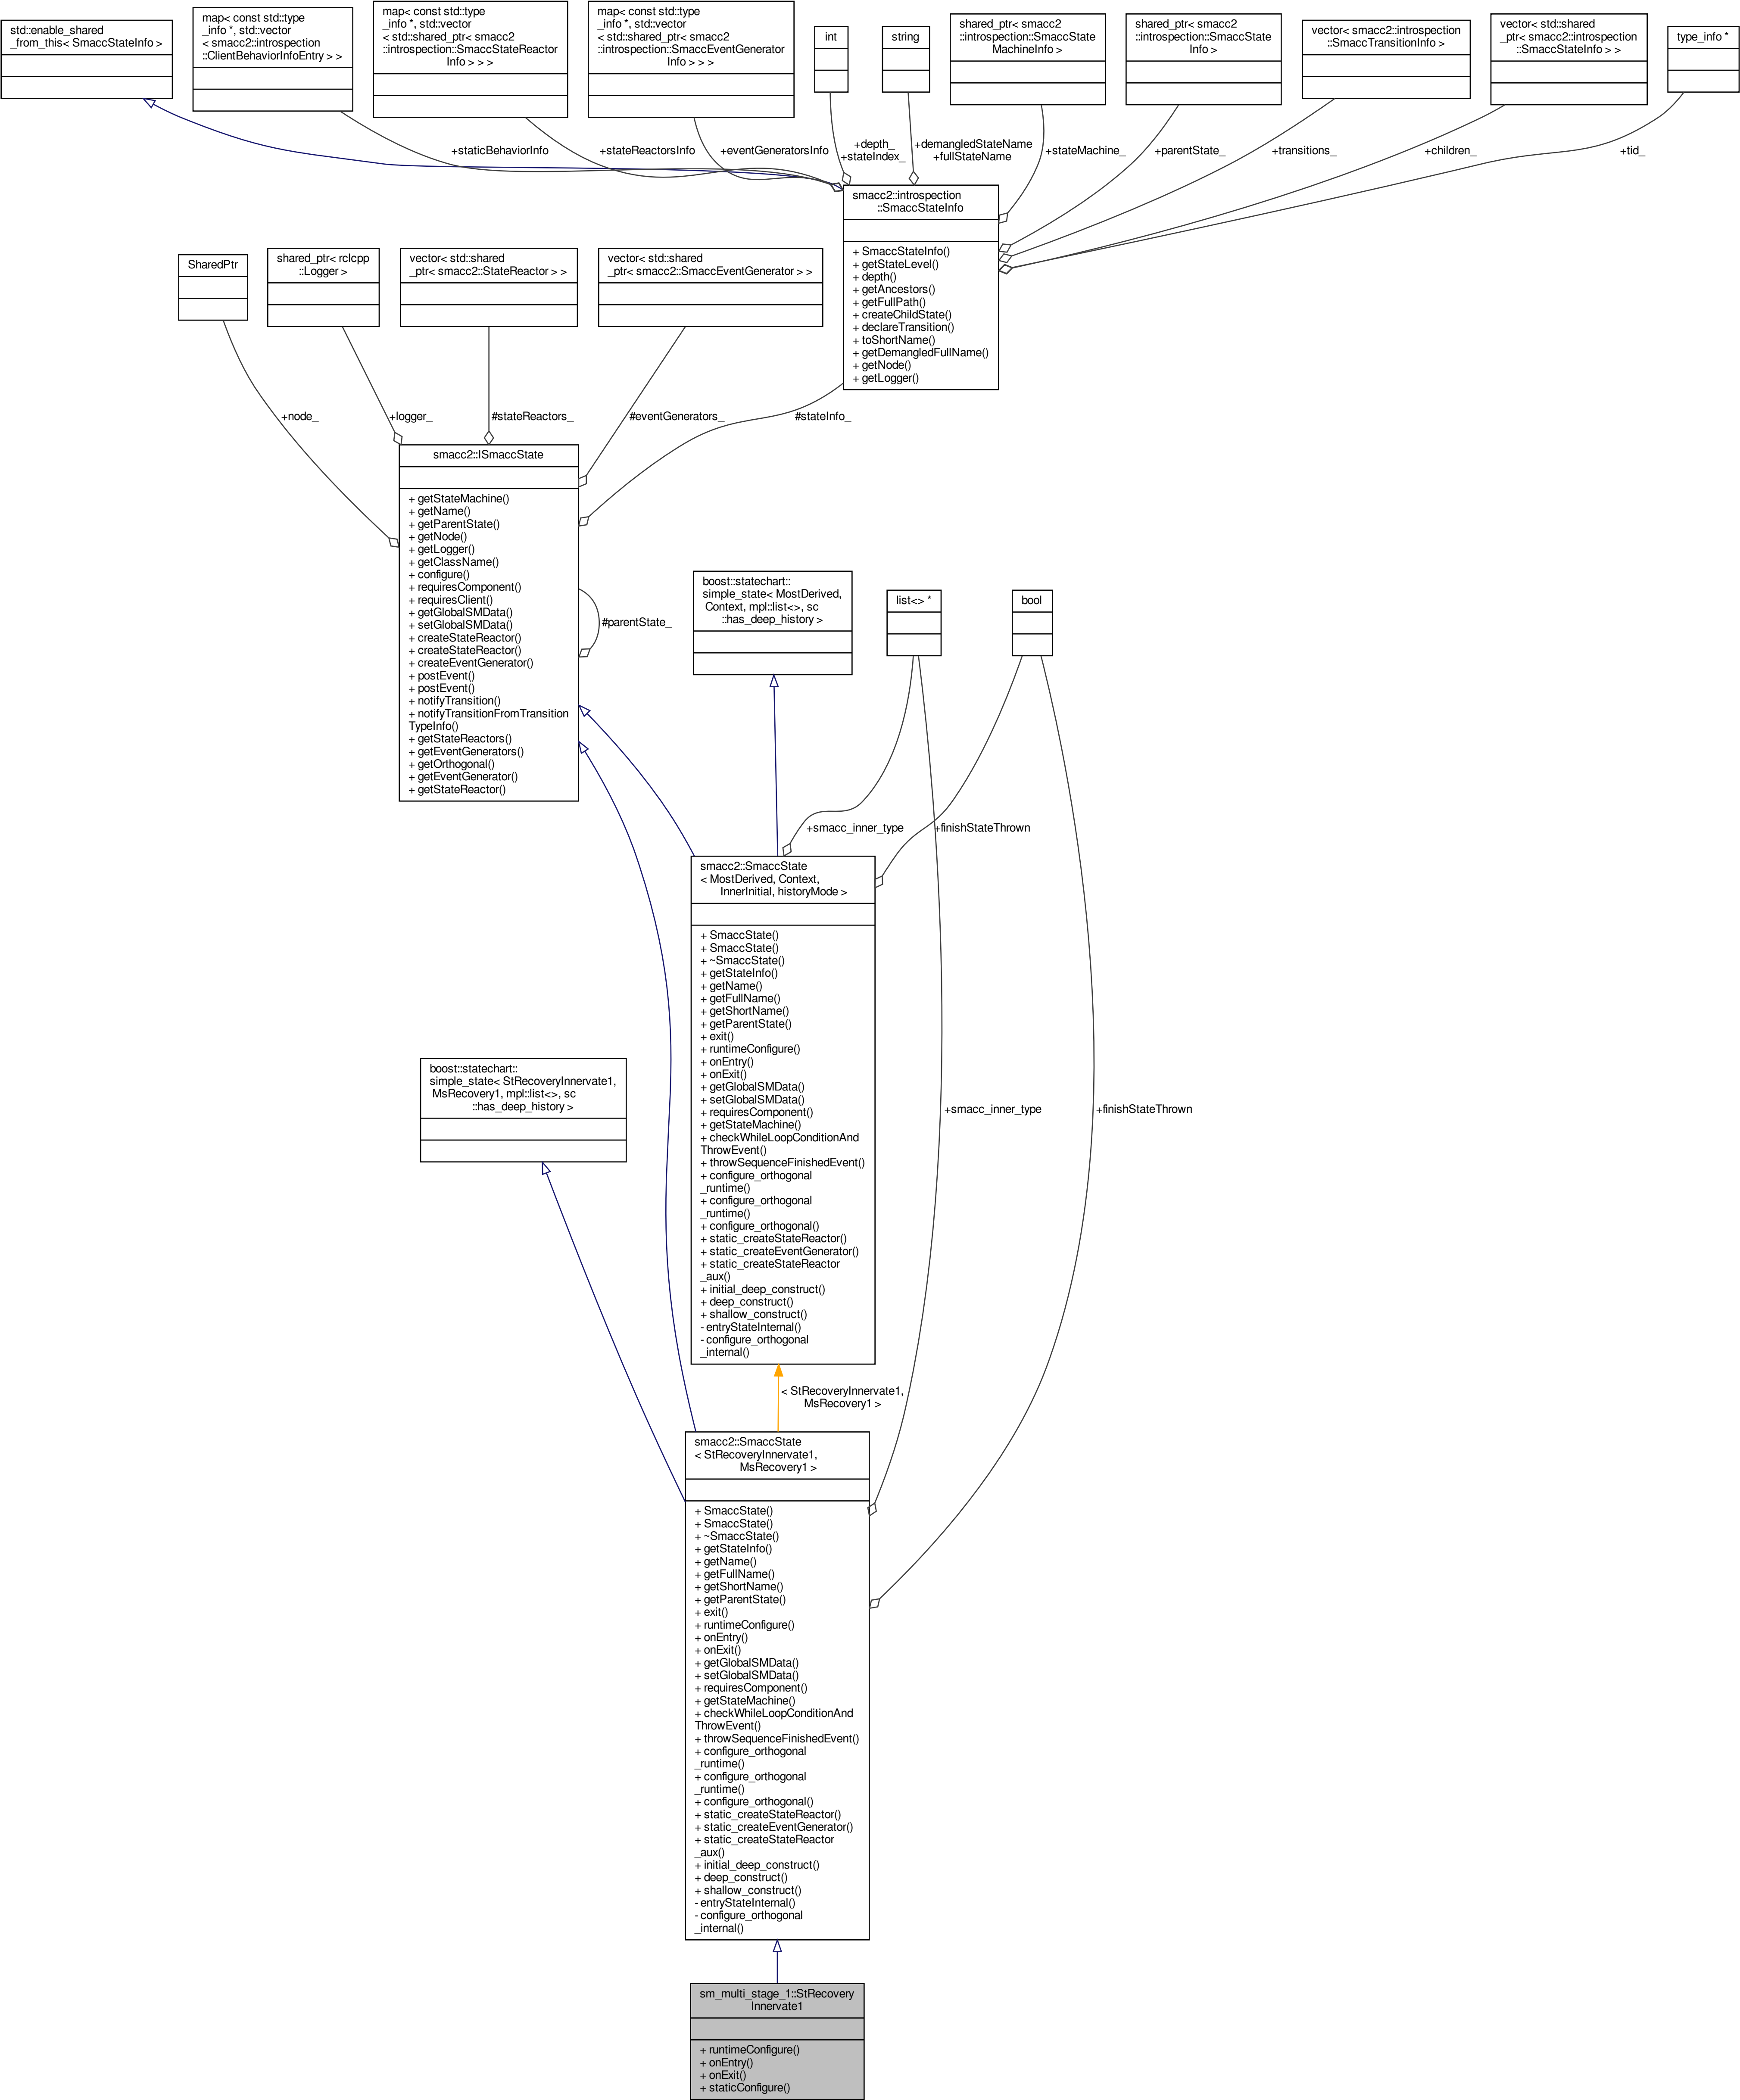 std::enable_shared
_from_this< SmaccStateInfo >
map< const std::type
_info *, std::vector
< smacc2::introspection
::ClientBehaviorInfoEntry > >
map< const std::type
_info *, std::vector
< std::shared_ptr< smacc2
::introspection::SmaccStateReactor
Info > > >
map< const std::type
_info *, std::vector
< std::shared_ptr< smacc2
::introspection::SmaccEventGenerator
Info > > >
int
string
shared_ptr< smacc2
::introspection::SmaccState
MachineInfo >
shared_ptr< smacc2
::introspection::SmaccState
Info >
vector< smacc2::introspection
::SmaccTransitionInfo >
vector< std::shared
_ptr< smacc2::introspection
::SmaccStateInfo > >
type_info *
+staticBehaviorInfo
+stateReactorsInfo
+eventGeneratorsInfo
+depth_
+stateIndex_
+demangledStateName
+fullStateName
+stateMachine_
+parentState_
+transitions_
+children_
+tid_
smacc2::introspection
::SmaccStateInfo
+ SmaccStateInfo()
+ getStateLevel()
+ depth()
+ getAncestors()
+ getFullPath()
+ createChildState()
+ declareTransition()
+ toShortName()
+ getDemangledFullName()
+ getNode()
+ getLogger()
SharedPtr
shared_ptr< rclcpp
::Logger >
vector< std::shared
_ptr< smacc2::StateReactor > >
vector< std::shared
_ptr< smacc2::SmaccEventGenerator > >
+node_
+logger_
#stateReactors_
#eventGenerators_
#stateInfo_
smacc2::ISmaccState
+ getStateMachine()
+ getName()
+ getParentState()
+ getNode()
+ getLogger()
+ getClassName()
+ configure()
+ requiresComponent()
+ requiresClient()
+ getGlobalSMData()
+ setGlobalSMData()
+ createStateReactor()
+ createStateReactor()
+ createEventGenerator()
+ postEvent()
+ postEvent()
+ notifyTransition()
+ notifyTransitionFromTransition
TypeInfo()
+ getStateReactors()
+ getEventGenerators()
+ getOrthogonal()
+ getEventGenerator()
+ getStateReactor()
#parentState_
boost::statechart::
simple_state< MostDerived,
Context, mpl::list<>, sc
::has_deep_history >
list<> *
bool
+smacc_inner_type
+finishStateThrown
smacc2::SmaccState
< MostDerived, Context,
InnerInitial, historyMode >
+ SmaccState()
+ SmaccState()
+ ~SmaccState()
+ getStateInfo()
+ getName()
+ getFullName()
+ getShortName()
+ getParentState()
+ exit()
+ runtimeConfigure()
+ onEntry()
+ onExit()
+ getGlobalSMData()
+ setGlobalSMData()
+ requiresComponent()
+ getStateMachine()
+ checkWhileLoopConditionAnd
ThrowEvent()
+ throwSequenceFinishedEvent()
+ configure_orthogonal
_runtime()
+ configure_orthogonal
_runtime()
+ configure_orthogonal()
+ static_createStateReactor()
+ static_createEventGenerator()
+ static_createStateReactor
_aux()
+ initial_deep_construct()
+ deep_construct()
+ shallow_construct()
- entryStateInternal()
- configure_orthogonal
_internal()
boost::statechart::
simple_state< StRecoveryInnervate1,
MsRecovery1, mpl::list<>, sc
::has_deep_history >
+smacc_inner_type
+finishStateThrown
< StRecoveryInnervate1,
MsRecovery1 >
smacc2::SmaccState
< StRecoveryInnervate1,
MsRecovery1 >
+ SmaccState()
+ SmaccState()
+ ~SmaccState()
+ getStateInfo()
+ getName()
+ getFullName()
+ getShortName()
+ getParentState()
+ exit()
+ runtimeConfigure()
+ onEntry()
+ onExit()
+ getGlobalSMData()
+ setGlobalSMData()
+ requiresComponent()
+ getStateMachine()
+ checkWhileLoopConditionAnd
ThrowEvent()
+ throwSequenceFinishedEvent()
+ configure_orthogonal
_runtime()
+ configure_orthogonal
_runtime()
+ configure_orthogonal()
+ static_createStateReactor()
+ static_createEventGenerator()
+ static_createStateReactor
_aux()
+ initial_deep_construct()
+ deep_construct()
+ shallow_construct()
- entryStateInternal()
- configure_orthogonal
_internal()
sm_multi_stage_1::StRecovery
Innervate1
+ runtimeConfigure()
+ onEntry()
+ onExit()
+ staticConfigure()